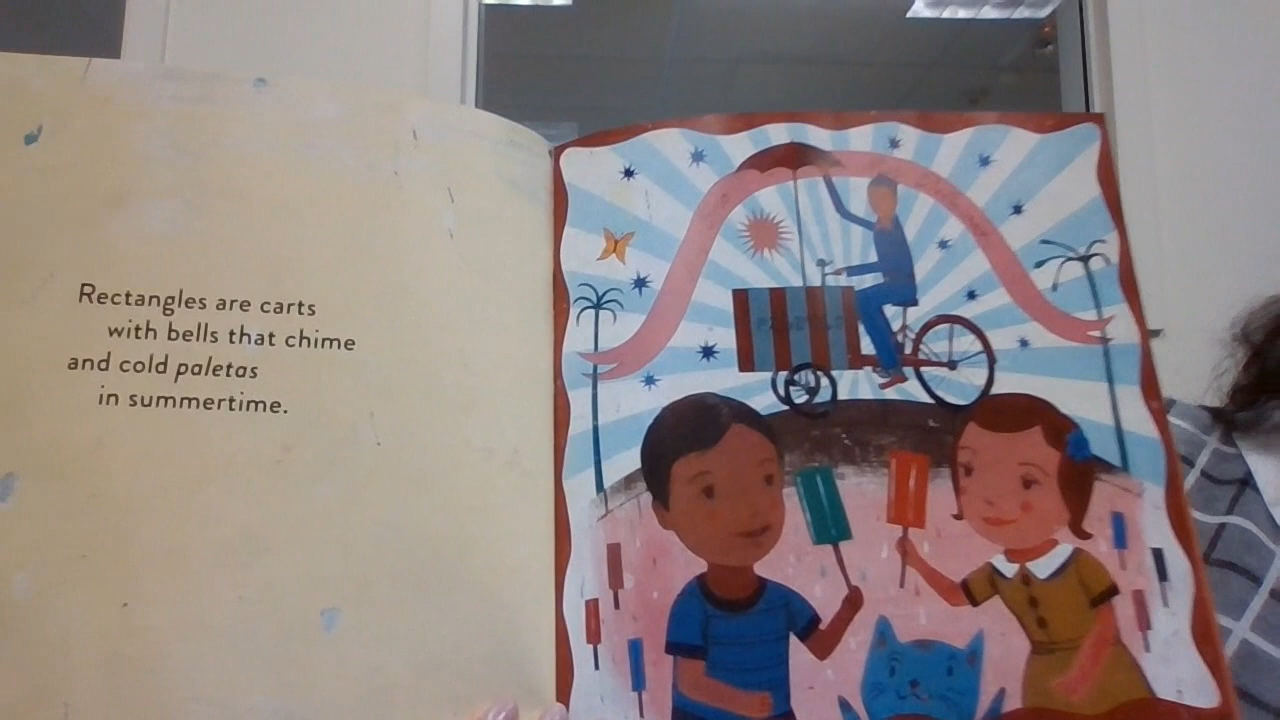 Rectangles are carts
with bells that chime
and cold paletas
in summertime.